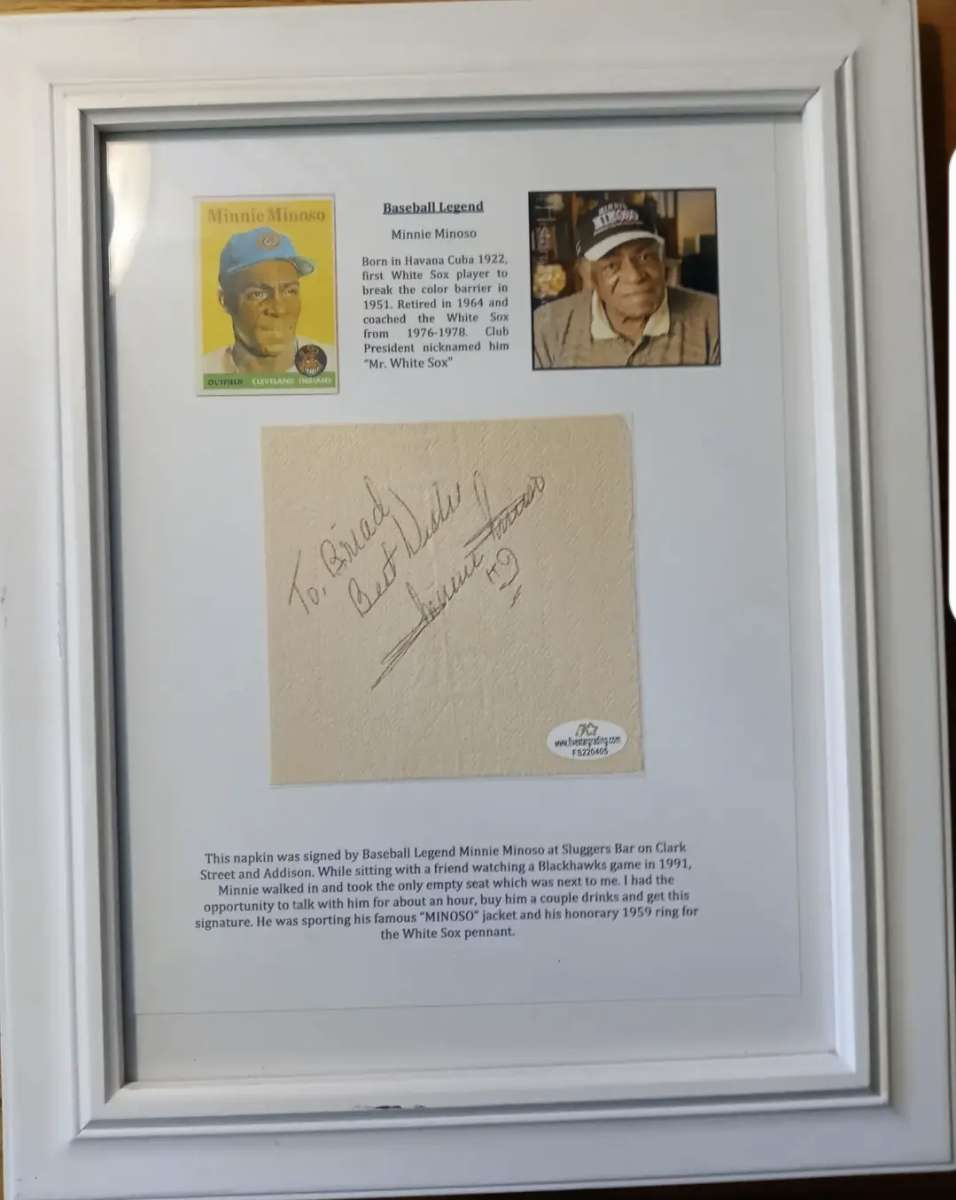 Minnie Minoso
OUTFIELD CLEVELAND INDIANS
Baseball Legend
Minnie Minoso
Born in Havana Cuba 1922,
first White Sox player to
break the color barrier in
1951. Retired in 1964 and
coached the White Sox
from 1976-1978. Club
President nicknamed him
"Mr. White Sox"
MINOSO
To, Briad
Best Wishes
Minnie Minoso
#9
www.fivestargrading.com
FS220405
This napkin was signed by Baseball Legend Minnie Minoso at Sluggers Bar on Clark
Street and Addison. While sitting with a friend watching a Blackhawks game in 1991,
Minnie walked in and took the only empty seat which was next to me. I had the
opportunity to talk with him for about an hour, buy him a couple drinks and get this
signature. He was sporting his famous "MINOSO" jacket and his honorary 1959 ring for
the White Sox pennant.